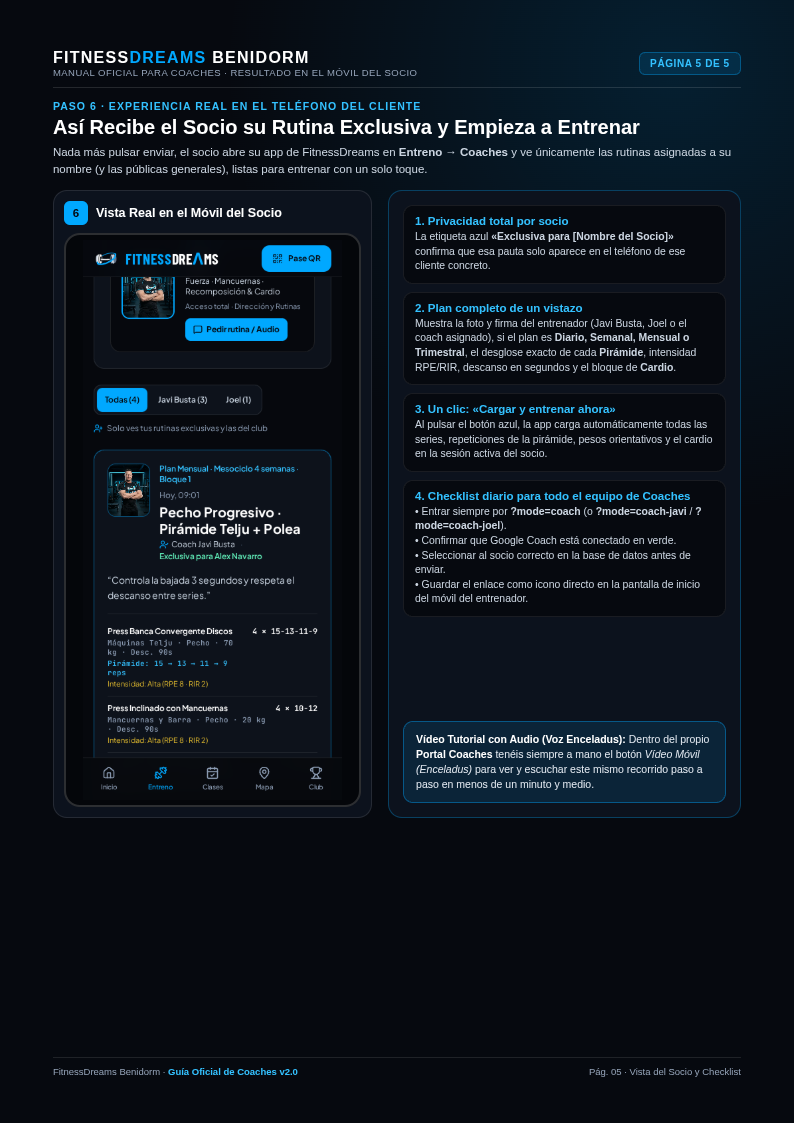 FITNESSDREAMS BENIDORM
MANUAL OFICIAL PARA COACHES · RESULTADO EN EL MÓVIL DEL SOCIO
PÁGINA 5 DE 5
PASO 6 · EXPERIENCIA REAL EN EL TELÉFONO DEL CLIENTE
Así Recibe el Socio su Rutina Exclusiva y Empieza a Entrenar
Nada más pulsar enviar, el socio abre su app de FitnessDreams en Entreno → Coaches y ve únicamente las rutinas asignadas a su
nombre (y las públicas generales), listas para entrenar con un solo toque.
6 Vista Real en el Móvil del Socio
FITNESSDREAMS
Pase QR
Fuerza · Mancuernas ·
Recomposición & Cardio
Acceso total · Dirección y Rutinas
Pedir rutina / Audio
Todas (4) Javi Busta (3) Joel (1)
Solo ves tus rutinas exclusivas y las del club
Plan Mensual · Mesociclo 4 semanas ·
Bloque 1
Hoy, 09:01
Pecho Progresivo ·
Pirámide Telju + Polea
Coach Javi Busta
Exclusiva para Alex Navarro
“Controla la bajada 3 segundos y respeta el
descanso entre series.”
Press Banca Convergente Discos 4 × 15-13-11-9
Máquinas Telju · Pecho · 70
kg · Desc. 90s
Pirámide: 15 → 13 → 11 → 9
reps
Intensidad: Alta (RPE 8 · RIR 2)
Press Inclinado con Mancuernas 4 × 10-12
Mancuernas y Barra · Pecho · 20 kg
· Desc. 90s
Intensidad: Alta (RPE 8 · RIR 2)
Inicio Entreno Clases Mapa Club
1. Privacidad total por socio
La etiqueta azul «Exclusiva para [Nombre del Socio]»
confirma que esa pauta solo aparece en el teléfono de ese
cliente concreto.
2. Plan completo de un vistazo
Muestra la foto y firma del entrenador (Javi Busta, Joel o el
coach asignado), si el plan es Diario, Semanal, Mensual o
Trimestral, el desglose exacto de cada Pirámide, intensidad
RPE/RIR, descanso en segundos y el bloque de Cardio.
3. Un clic: «Cargar y entrenar ahora»
Al pulsar el botón azul, la app carga automáticamente todas las
series, repeticiones de la pirámide, pesos orientativos y el cardio
en la sesión activa del socio.
4. Checklist diario para todo el equipo de Coaches
• Entrar siempre por ?mode=coach (o ?mode=coach-javi / ?
mode=coach-joel).
• Confirmar que Google Coach está conectado en verde.
• Seleccionar al socio correcto en la base de datos antes de
enviar.
• Guardar el enlace como icono directo en la pantalla de inicio
del móvil del entrenador.
Vídeo Tutorial con Audio (Voz Enceladus): Dentro del propio
Portal Coaches tenéis siempre a mano el botón Vídeo Móvil
(Enceladus) para ver y escuchar este mismo recorrido paso a
paso en menos de un minuto y medio.
FitnessDreams Benidorm · Guía Oficial de Coaches v2.0
Pág. 05 · Vista del Socio y Checklist